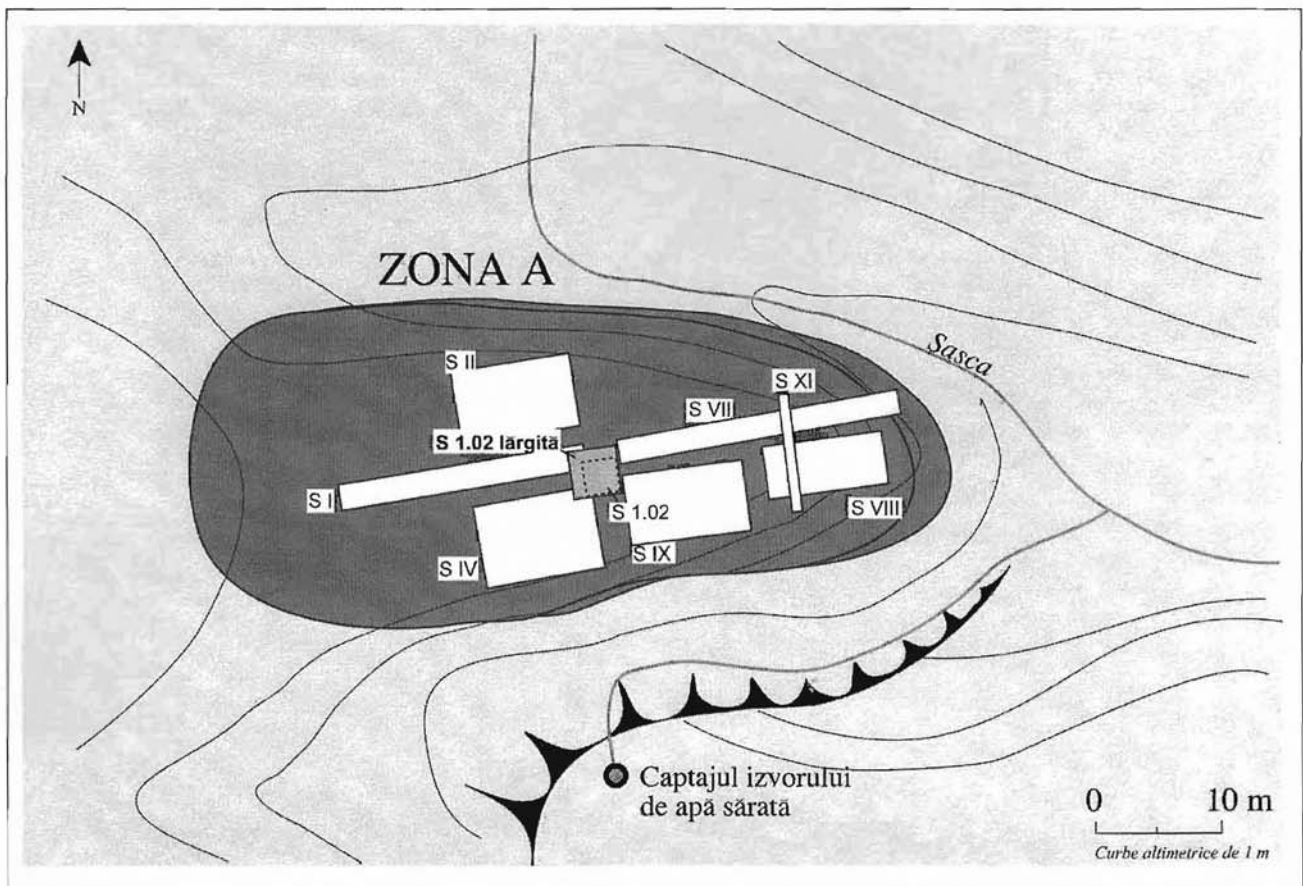 N
ZONA A
Sasca
S II
S XI
S VII
S 1.02 lărgită
S I
S 1.02
S VIII
S IX
S IV
Captajul izvorului
de apă sărată
0 10 m
Curbe altimetrice de 1 m